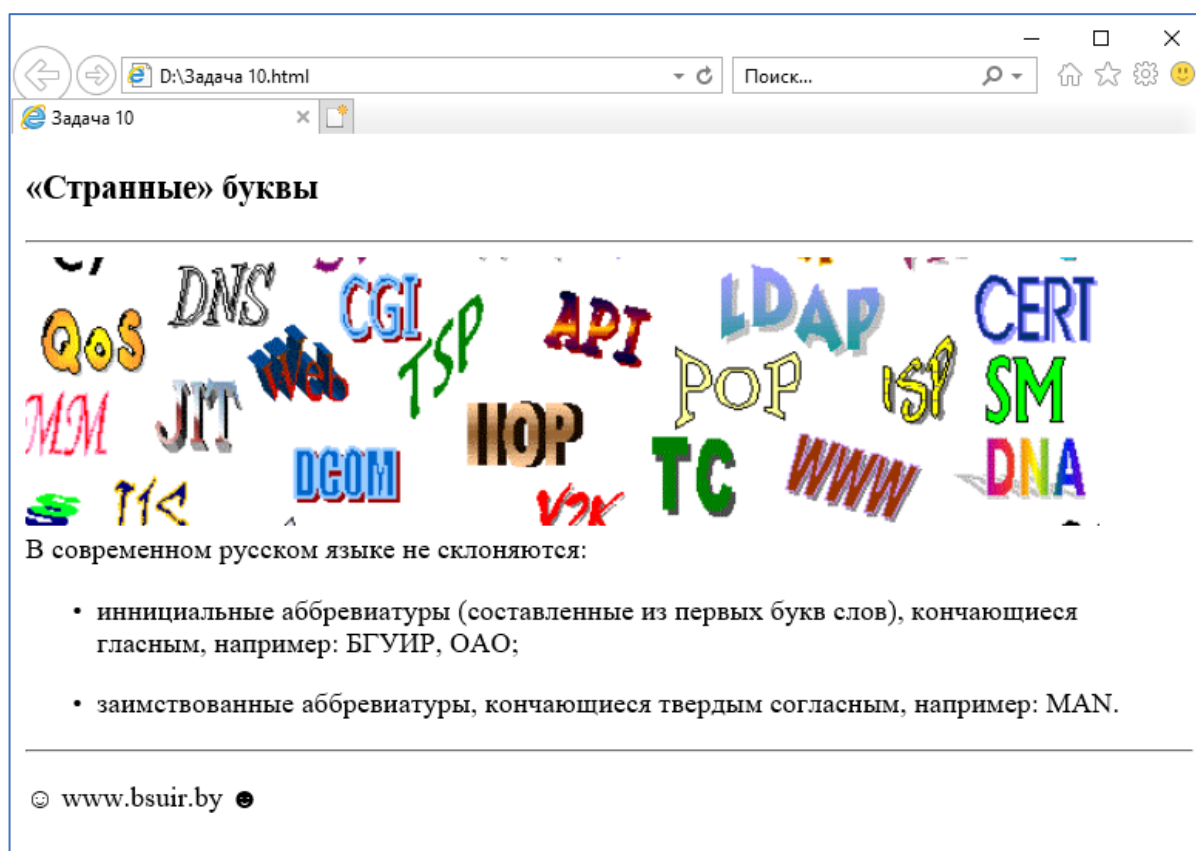 D:\Задача 10.html
Поиск...
Задача 10
«Странные» буквы
DNS
CGI
LDAP
CERT
QoS
Web
TSP
API
POP
ISP
SM
MM
JIT
IIOP
DCOM
TC
WWW
DNA
Y2K
В современном русском языке не склоняются:
• иннициальные аббревиатуры (составленные из первых букв слов), кончающиеся
гласным, например: БГУИР, ОАО;
• заимствованные аббревиатуры, кончающиеся твердым согласным, например: MAN.
☺ www.bsuir.by ☻